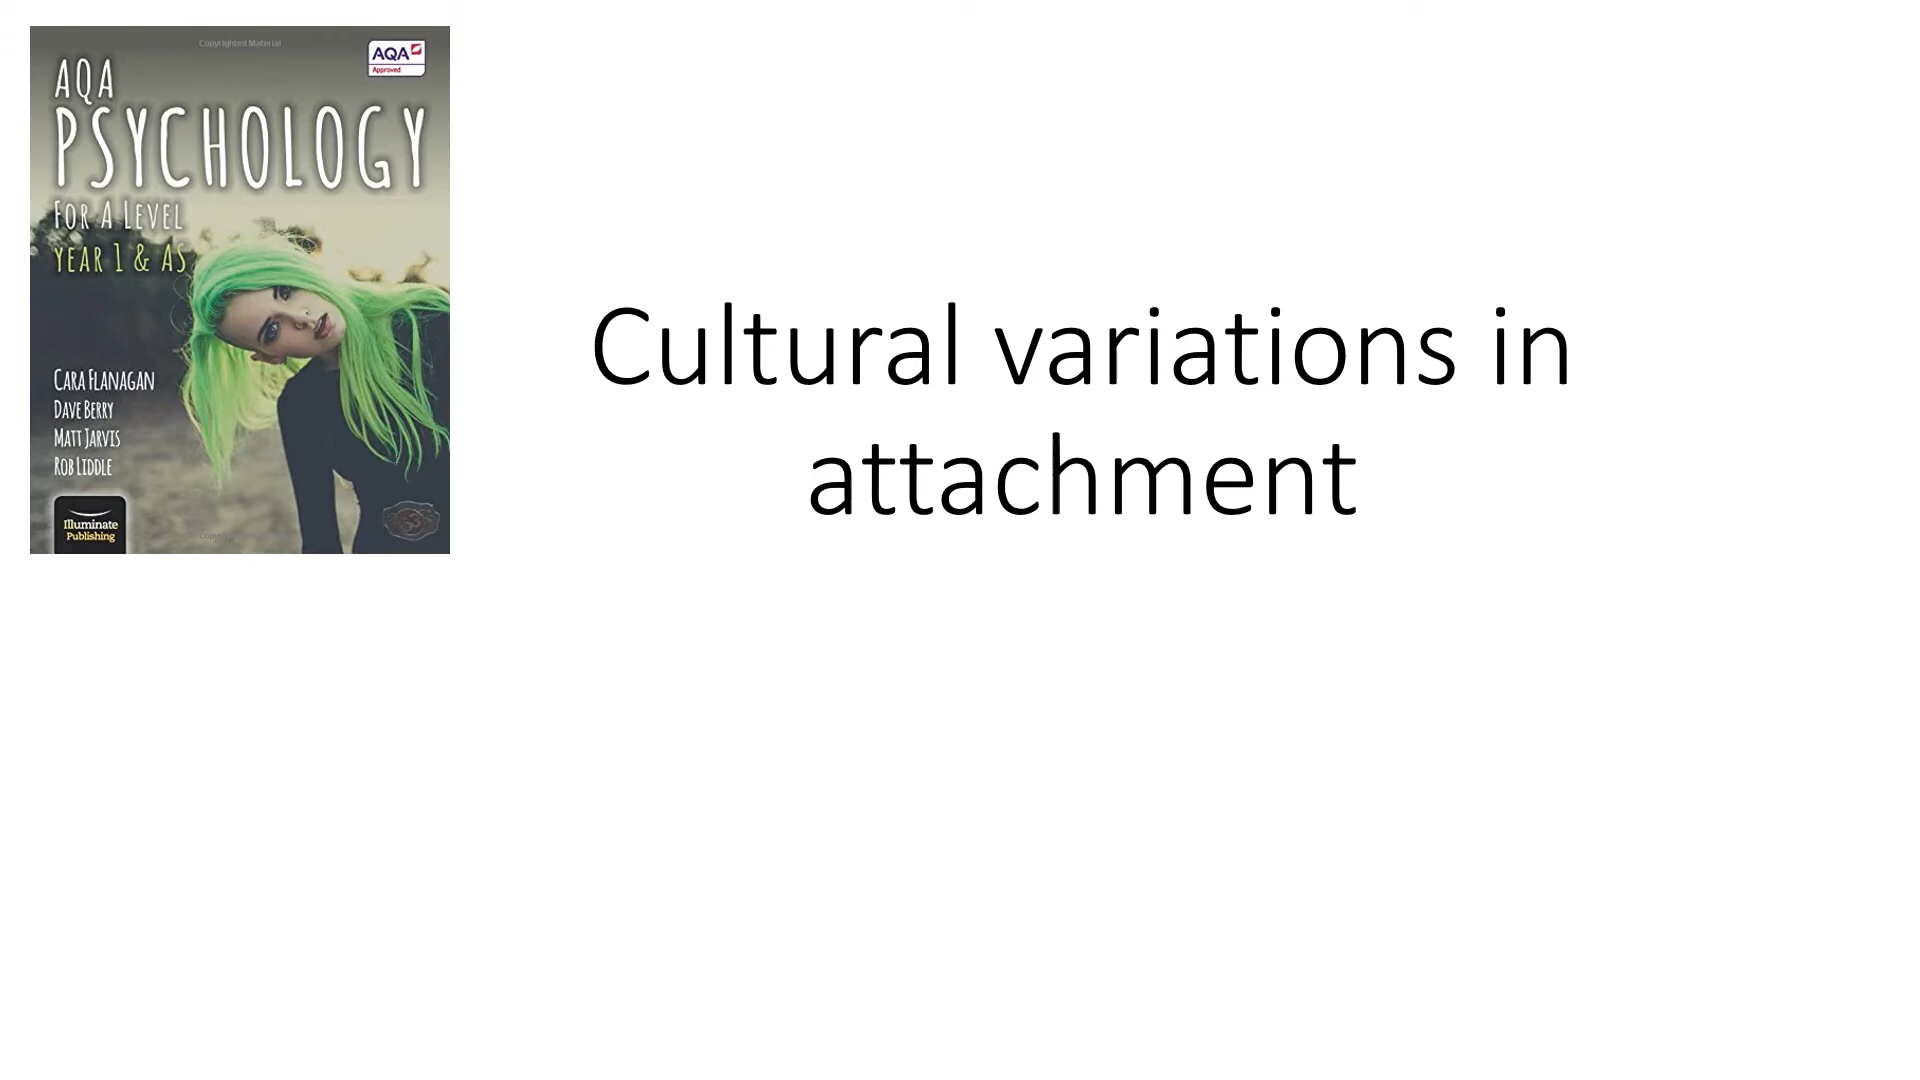 Copyrighted Material
AQA
Approved
AQA
PSYCHOLOGY
FOR A LEVEL
YEAR 1 & AS
CARA FLANAGAN
DAVE BERRY
MATT JARVIS
ROB LIDDLE
Illuminate
Publishing
Cultural variations in
attachment